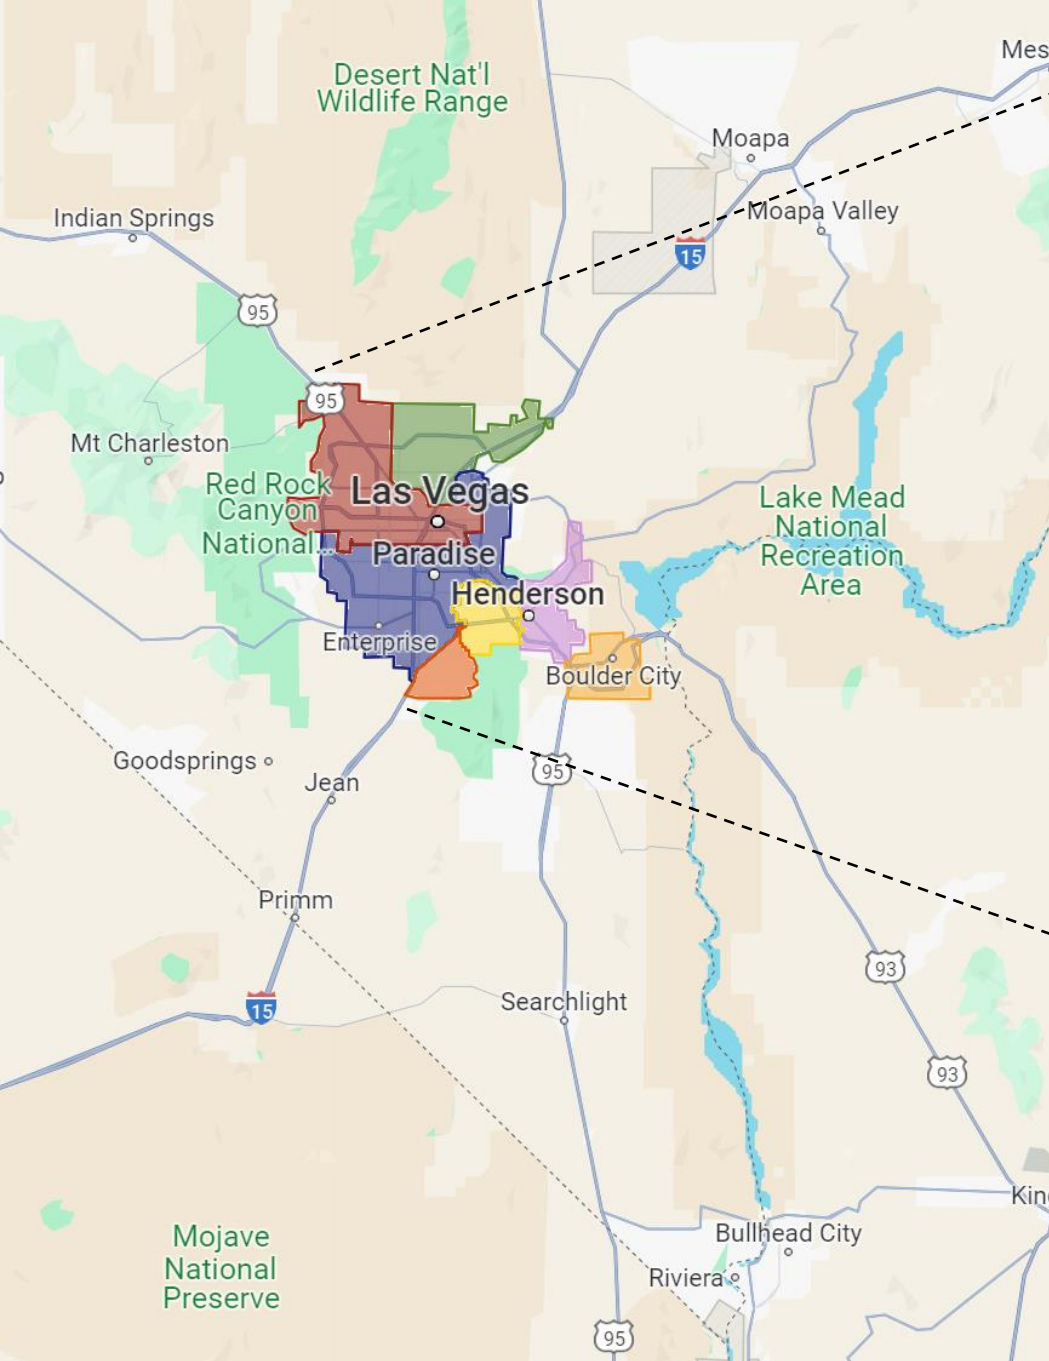 Mes
Desert Nat'l
Wildlife Range
Moapa
Indian Springs
Moapa Valley
15
95
95
Mt Charleston
Red Rock
Canyon
National...
Las Vegas
Lake Mead
National
Recreation
Area
Paradise
Henderson
Enterprise
Boulder City
Goodsprings
Jean
95
Primm
93
Searchlight
15
93
Kin
Mojave
National
Preserve
Bullhead City
Riviera
95